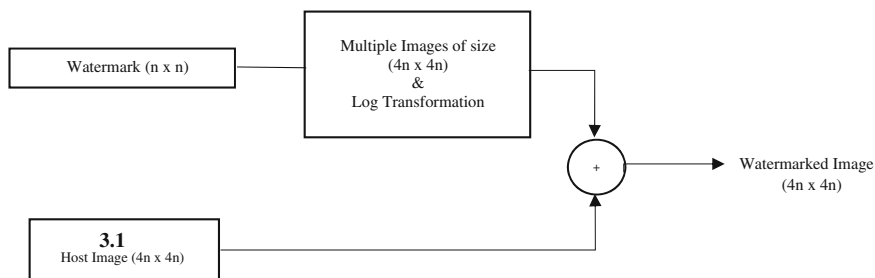 Watermark (n x n)
Multiple Images of size
(4n x 4n)
&
Log Transformation
+
Watermarked Image
(4n x 4n)
3.1
Host Image (4n x 4n)